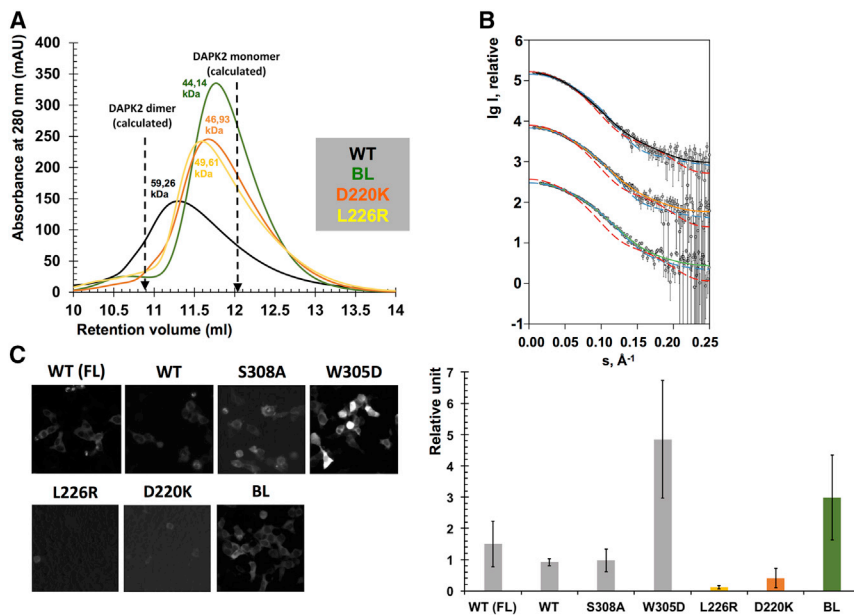 A
Absorbance at 280 nm (mAU)
400
350
300
250
200
150
100
50
0
DAPK2 monomer
(calculated)
DAPK2 dimer
(calculated)
44,14
kDa
46,93
kDa
49,61
kDa
59,26
kDa
WT
BL
D220K
L226R
10 10,5 11 11,5 12 12,5 13 13,5 14
Retention volume (ml)
B
lg I, relative
6
5
4
3
2
1
0
-1
0.00 0.05 0.10 0.15 0.20 0.25
s, Å-1
C
WT (FL) WT S308A W305D
L226R D220K BL
Relative unit
7
6
5
4
3
2
1
0
WT (FL) WT S308A W305D L226R D220K BL